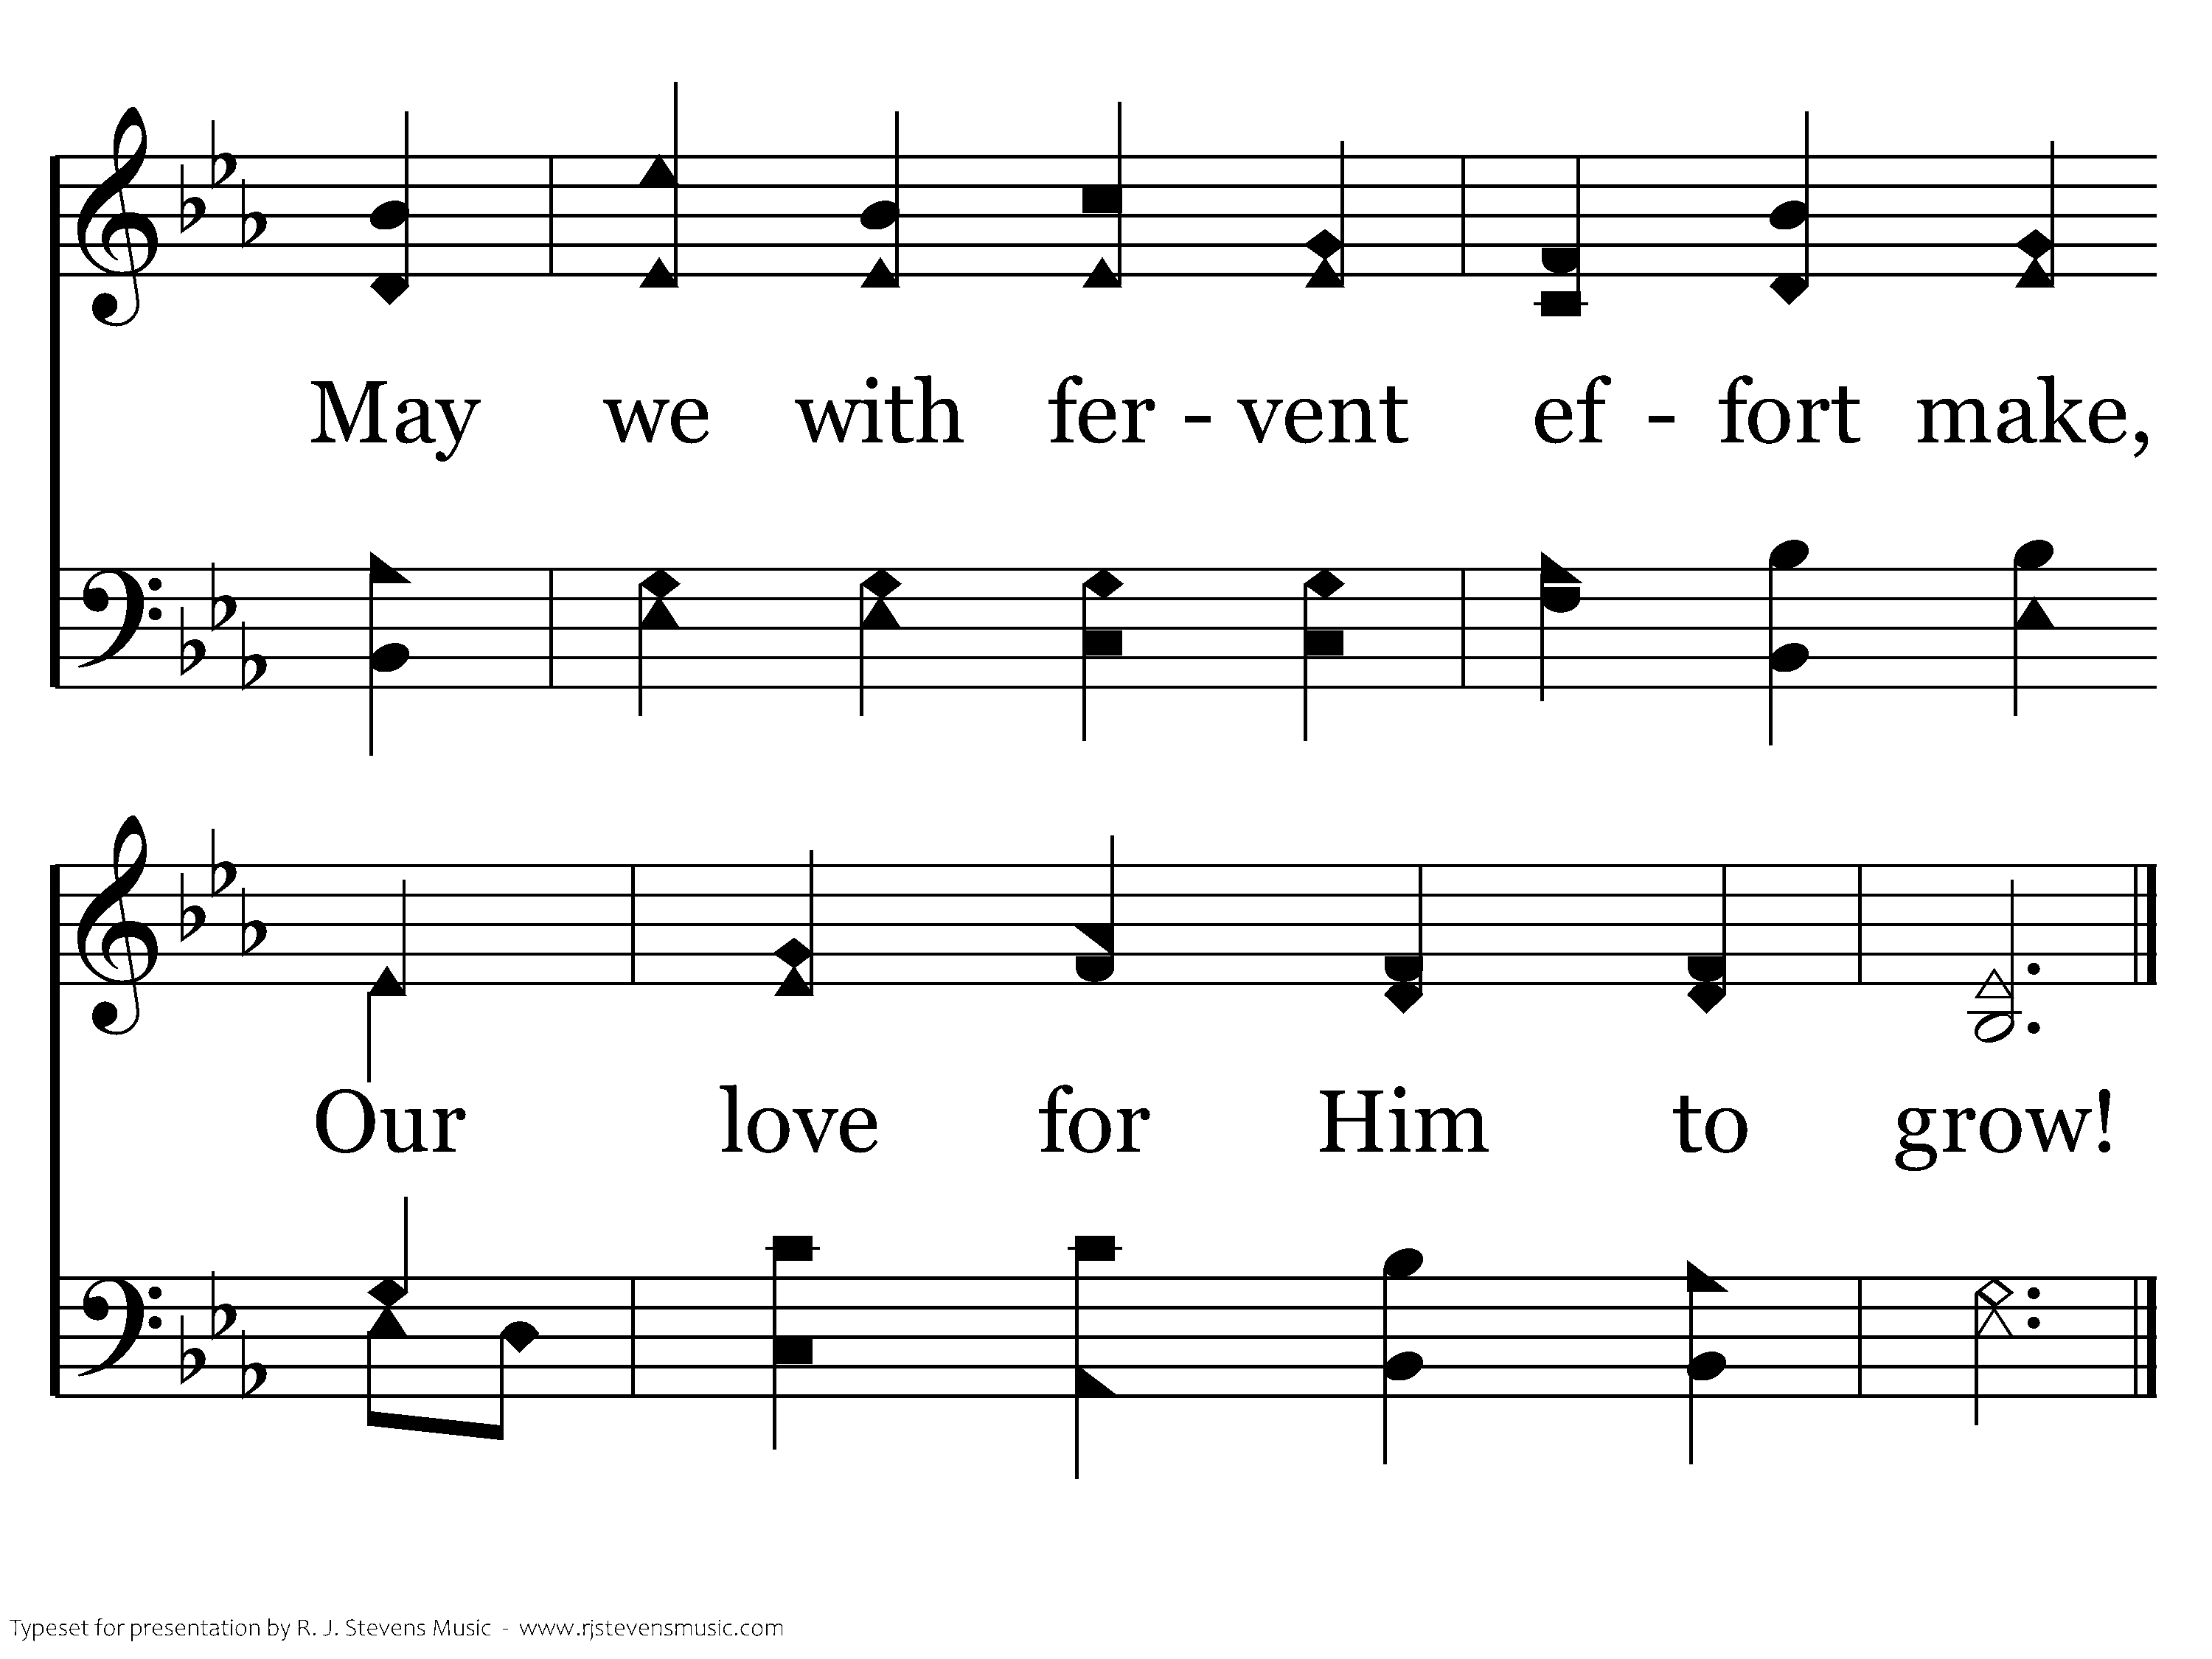 May we with fer - vent ef - fort make,
Our love for Him to grow!
Typeset for presentation by R. J. Stevens Music - www.rjstevensmusic.com